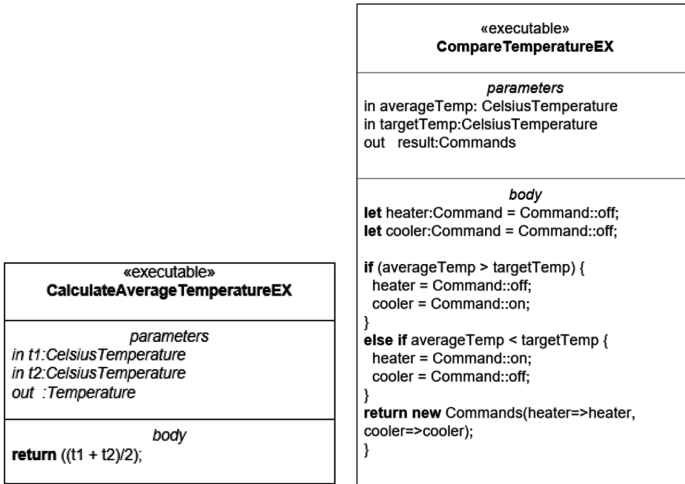 «executable»
CalculateAverageTemperatureEX
parameters
in t1:CelsiusTemperature
in t2:CelsiusTemperature
out :Temperature
body
return ((t1 + t2)/2);
«executable»
CompareTemperatureEX
parameters
in averageTemp: CelsiusTemperature
in targetTemp:CelsiusTemperature
out result:Commands
body
let heater:Command = Command::off;
let cooler:Command = Command::off;
if (averageTemp > targetTemp) {
heater = Command::off;
cooler = Command::on;
}
else if averageTemp < targetTemp {
heater = Command::on;
cooler = Command::off;
}
return new Commands(heater=>heater,
cooler=>cooler);
}